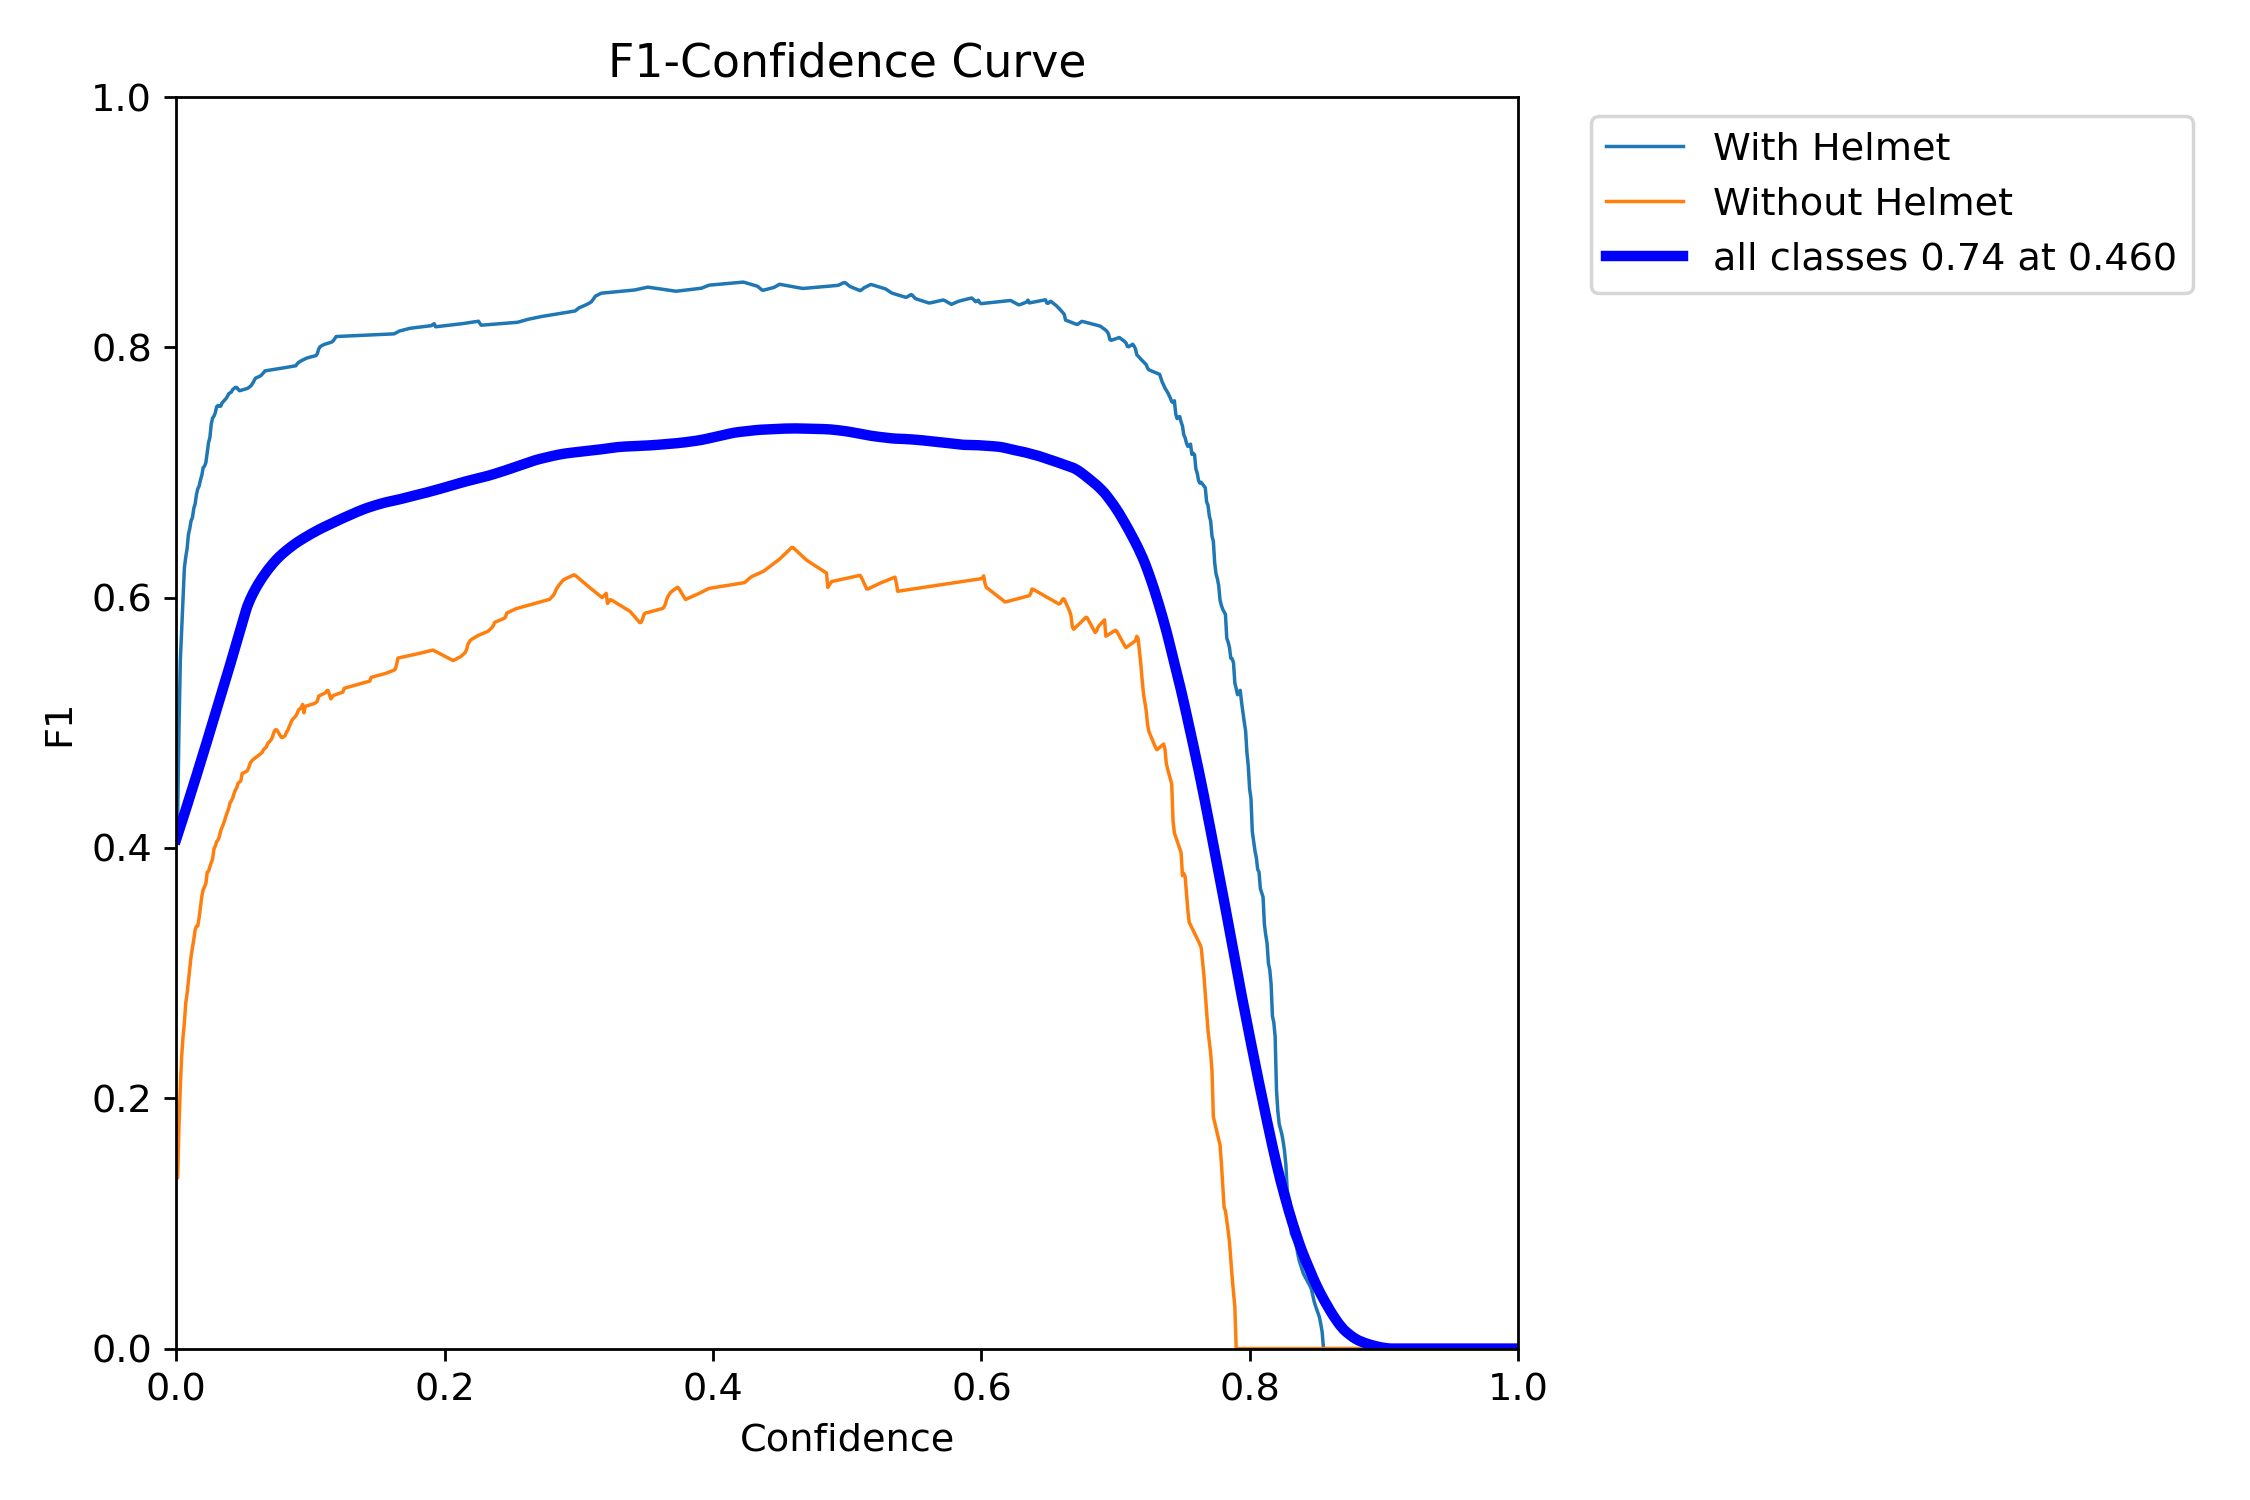 F1-Confidence Curve
With Helmet
Without Helmet
all classes 0.74 at 0.460
1.0
0.8
0.6
0.4
0.2
0.0
F1
0.0 0.2 0.4 0.6 0.8 1.0
Confidence